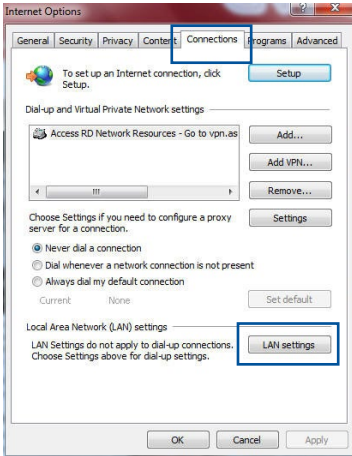 Internet Options
General Security Privacy Content Connections Programs Advanced
To set up an Internet connection, click
Setup.
Setup
Dial-up and Virtual Private Network settings
Access RD Network Resources - Go to vpn.as
Add...
Add VPN...
Remove...
Choose Settings if you need to configure a proxy
server for a connection.
Settings
Never dial a connection
Dial whenever a network connection is not present
Always dial my default connection
Current None
Set default
Local Area Network (LAN) settings
LAN Settings do not apply to dial-up connections.
Choose Settings above for dial-up settings.
LAN settings
OK Cancel Apply